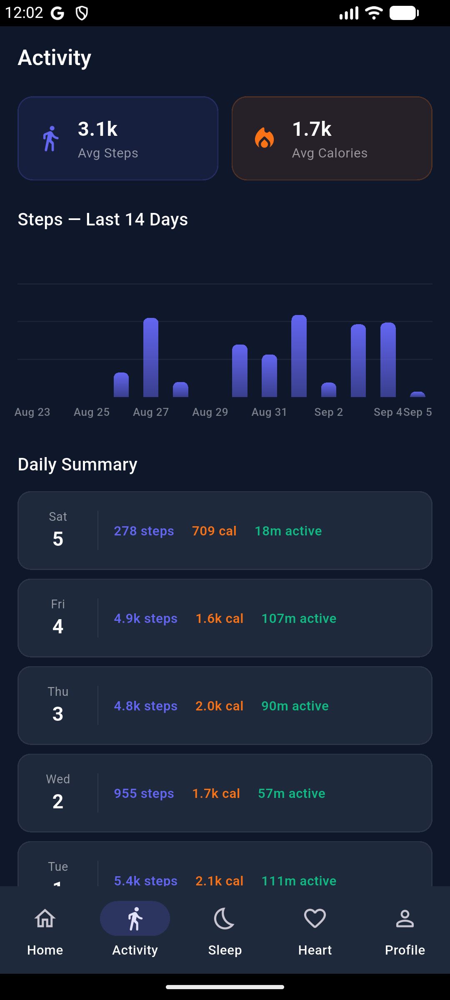 12:02
Activity
3.1k
Avg Steps
1.7k
Avg Calories
Steps — Last 14 Days
Aug 23 Aug 25 Aug 27 Aug 29 Aug 31 Sep 2 Sep 4 Sep 5
Daily Summary
Sat
5
278 steps 709 cal 18m active
Fri
4
4.9k steps 1.6k cal 107m active
Thu
3
4.8k steps 2.0k cal 90m active
Wed
2
955 steps 1.7k cal 57m active
Tue
1
5.4k steps 2.1k cal 111m active
Home Activity Sleep Heart Profile